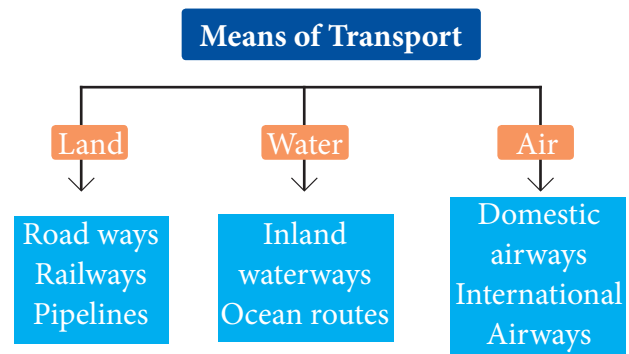 Means of Transport
Land
Water
Air
Road ways
Railways
Pipelines
Inland
waterways
Ocean routes
Domestic
airways
International
Airways